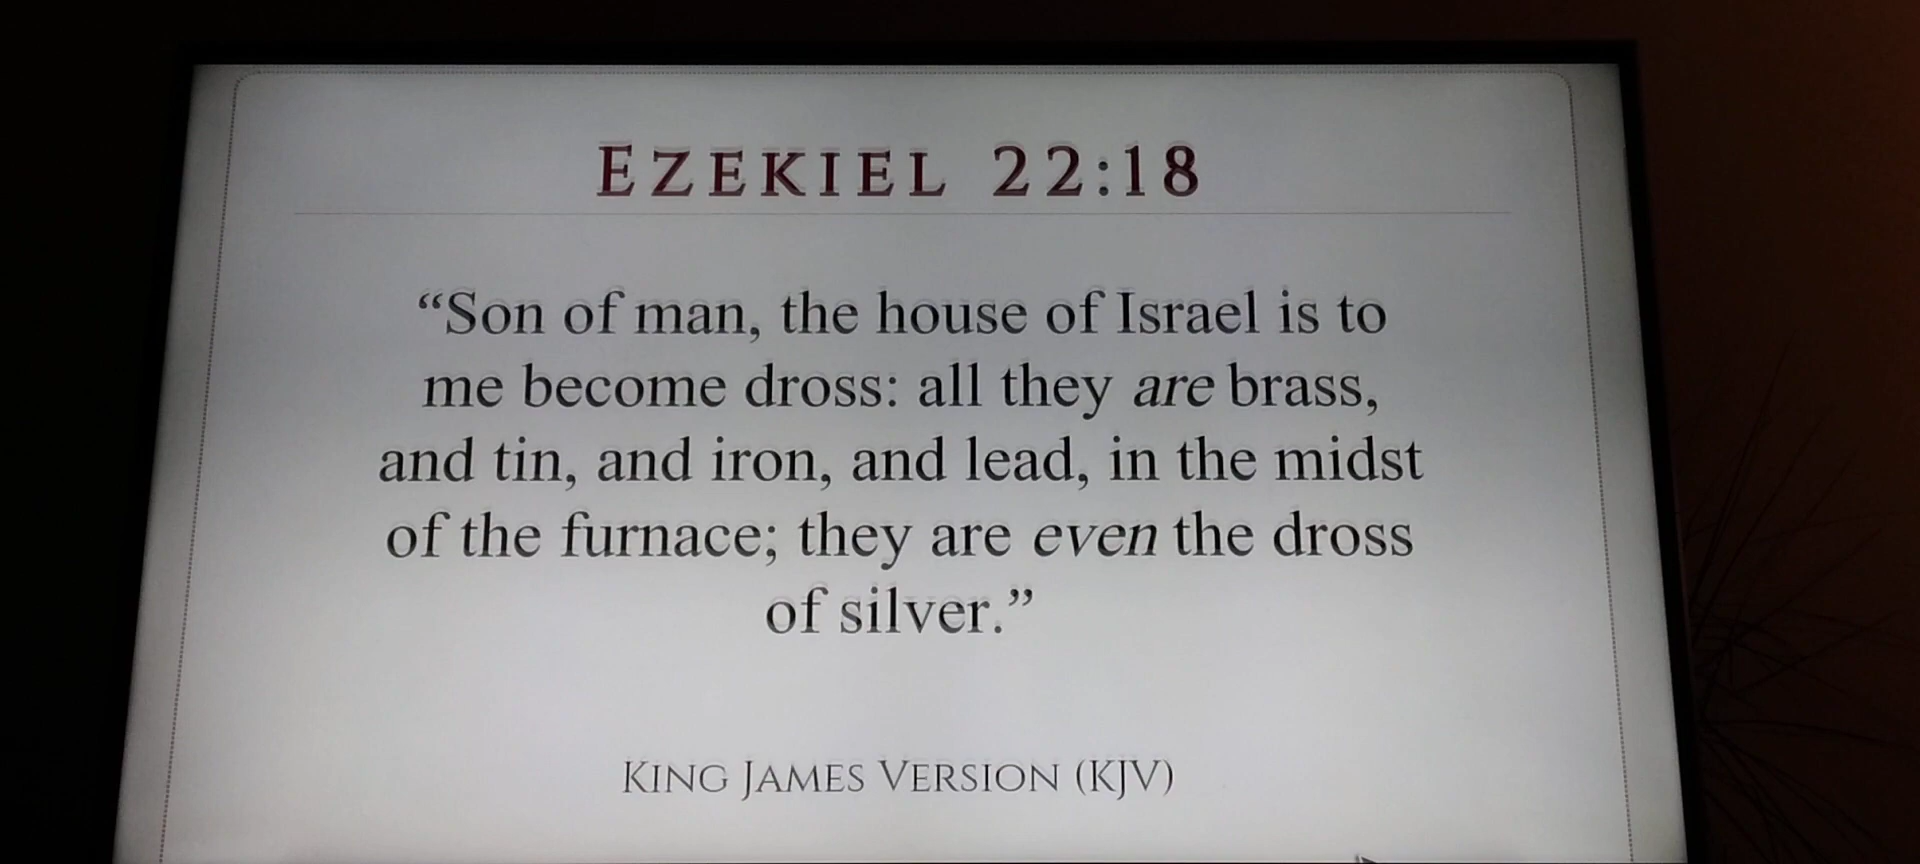 EZEKIEL 22:18
“Son of man, the house of Israel is to
me become dross: all they are brass,
and tin, and iron, and lead, in the midst
of the furnace; they are even the dross
of silver.”
KING JAMES VERSION (KJV)